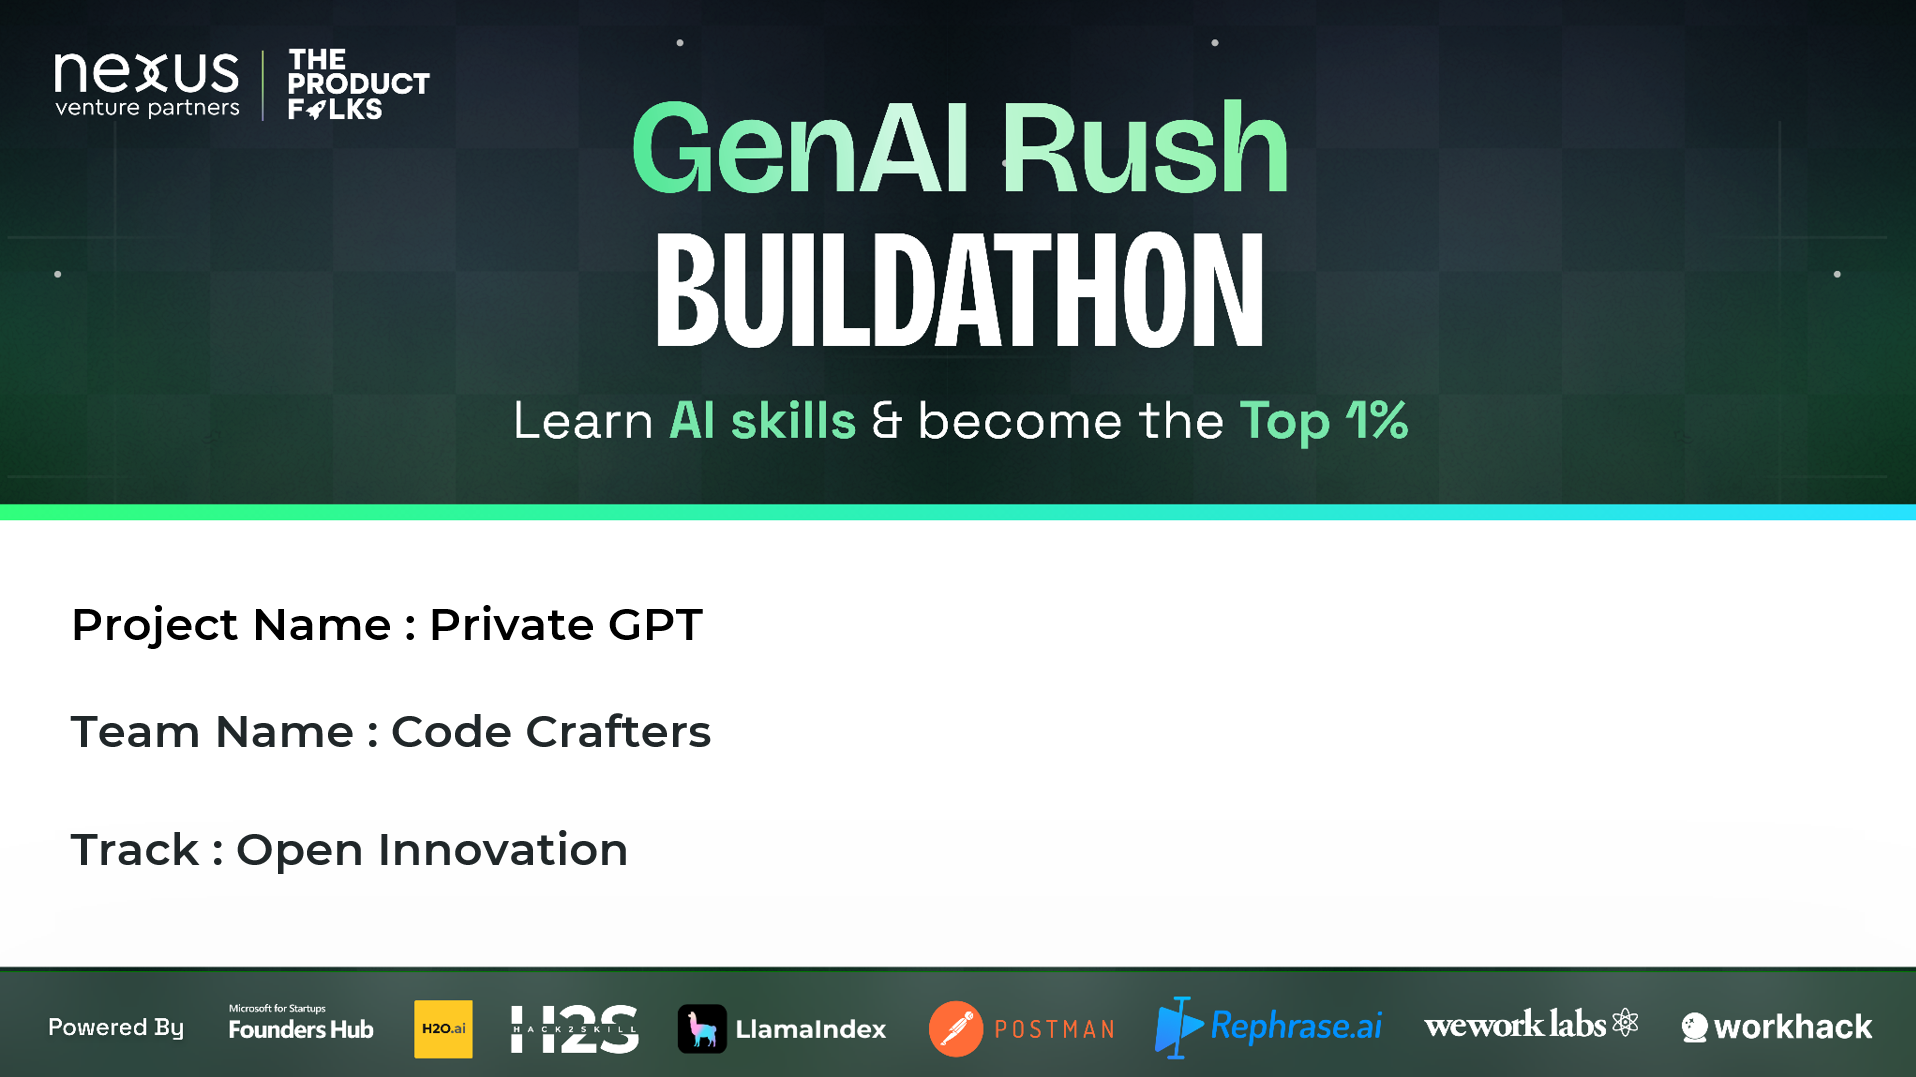 nexus
venture partners
THE
PRODUCT
FOLKS
GenAI Rush
BUILDATHON
Learn AI skills & become the Top 1%
Project Name : Private GPT
Team Name : Code Crafters
Track : Open Innovation
Powered By
Microsoft for Startups
Founders Hub
H2O.ai
H2S
HACK2SKILL
LlamaIndex
POSTMAN
Rephrase.ai
wework labs
workhack